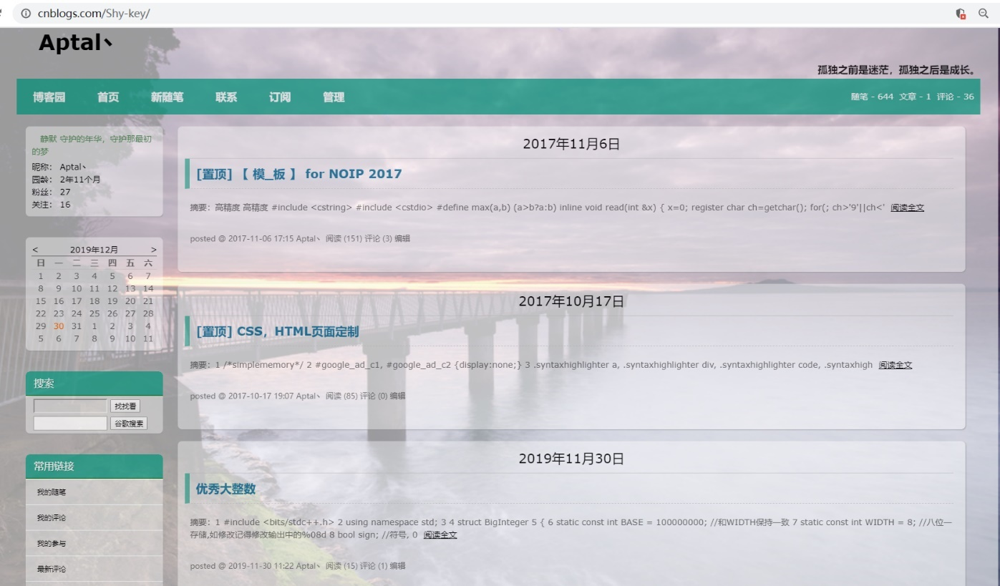 cnblogs.com/Shy-key/
Aptal丶
孤独之前是迷茫，孤独之后是成长。
博客园 首页 新随笔 联系 订阅 管理
随笔 - 644 文章 - 1 评论 - 36
静默 守护的年华，守护那最初
的梦
昵称： Aptal丶
园龄： 2年11个月
粉丝： 27
关注： 16
< 2019年12月 >
日 一 二 三 四 五 六
1 2 3 4 5 6 7
8 9 10 11 12 13 14
15 16 17 18 19 20 21
22 23 24 25 26 27 28
29 30 31 1 2 3 4
5 6 7 8 9 10 11
搜索
找找看
谷歌搜索
常用链接
我的随笔
我的评论
我的参与
最新评论
2017年11月6日
[置顶] 【 模_板 】 for NOIP 2017
摘要：高精度 高精度 #include <cstring> #include <cstdio> #define max(a,b) (a>b?a:b) inline void read(int &x) { x=0; register char ch=getchar(); for(; ch>'9'||ch<' 阅读全文
posted @ 2017-11-06 17:15 Aptal丶 阅读 (151) 评论 (3) 编辑
2017年10月17日
[置顶] CSS，HTML页面定制
摘要：1 /*simplememory*/ 2 #google_ad_c1, #google_ad_c2 {display:none;} 3 .syntaxhighlighter a, .syntaxhighlighter div, .syntaxhighlighter code, .syntaxhigh 阅读全文
posted @ 2017-10-17 19:07 Aptal丶 阅读 (85) 评论 (0) 编辑
2019年11月30日
优秀大整数
摘要：1 #include <bits/stdc++.h> 2 using namespace std; 3 4 struct BigInteger 5 { 6 static const int BASE = 100000000; //和WIDTH保持一致 7 static const int WIDTH = 8; //八位一
存储,如修改记得修改输出中的%08d 8 bool sign; //符号, 0 阅读全文
posted @ 2019-11-30 11:22 Aptal丶 阅读 (15) 评论 (1) 编辑